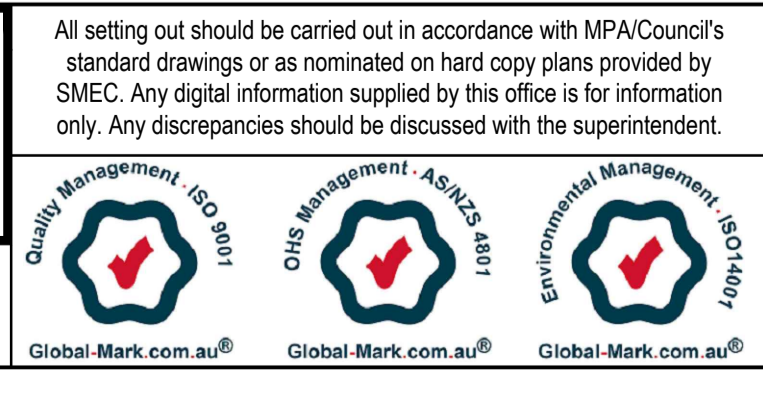 All setting out should be carried out in accordance with MPA/Council's
standard drawings or as nominated on hard copy plans provided by
SMEC. Any digital information supplied by this office is for information
only. Any discrepancies should be discussed with the superintendent.
Quality Management · ISO 9001
Global-Mark.com.au®
OHS Management · AS/NZS 4801
Global-Mark.com.au®
Environmental Management · ISO14001
Global-Mark.com.au®